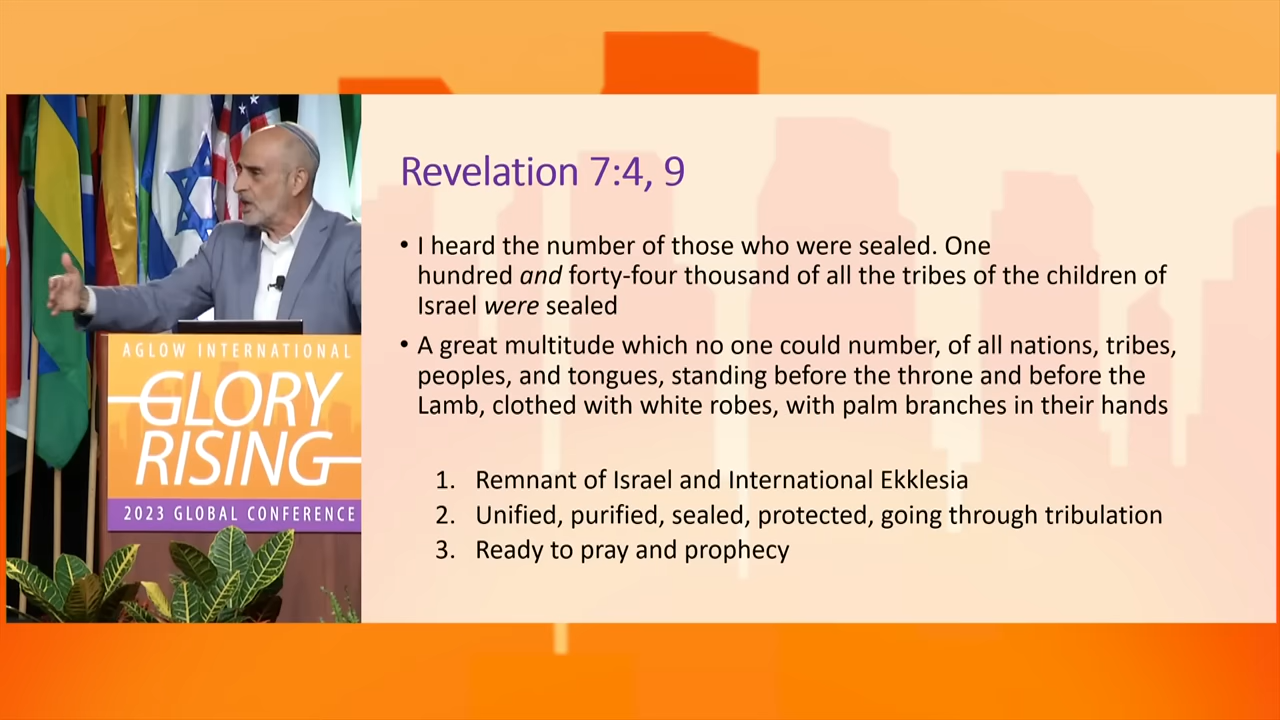 Revelation 7:4, 9
• I heard the number of those who were sealed. One
hundred and forty-four thousand of all the tribes of the children of
Israel were sealed
• A great multitude which no one could number, of all nations, tribes,
peoples, and tongues, standing before the throne and before the
Lamb, clothed with white robes, with palm branches in their hands
1. Remnant of Israel and International Ekklesia
2. Unified, purified, sealed, protected, going through tribulation
3. Ready to pray and prophecy
AGLOW INTERNATIONAL
GLORY
RISING
2023 GLOBAL CONFERENCE